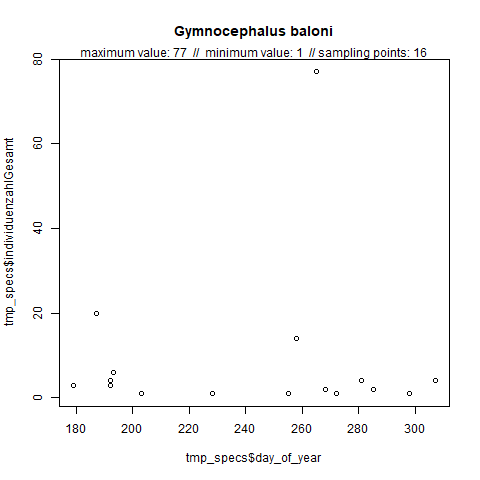 Gymnocephalus baloni
maximum value: 77 // minimum value: 1 // sampling points: 16
tmp_specs$individuenzahlGesamt
80
60
40
20
0
180 200 220 240 260 280 300
tmp_specs$day_of_year